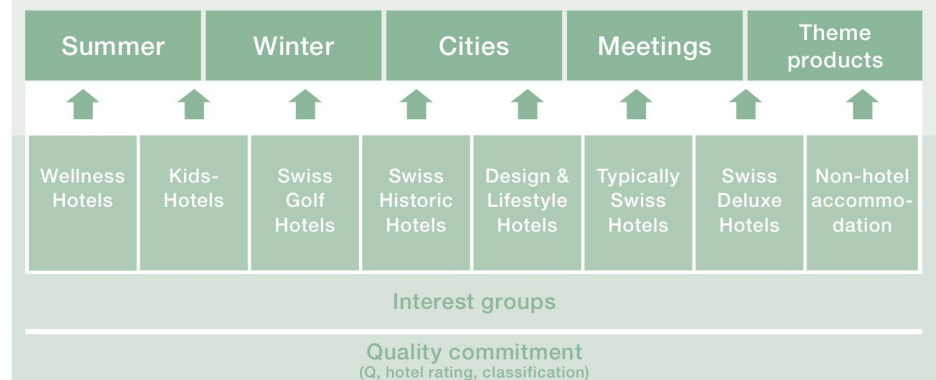 Summer
Winter
Cities
Meetings
Theme
products
Wellness
Hotels
Kids-
Hotels
Swiss
Golf
Hotels
Swiss
Historic
Hotels
Design &
Lifestyle
Hotels
Typically
Swiss
Hotels
Swiss
Deluxe
Hotels
Non-hotel
accommo-
dation
Interest groups
Quality commitment
(Q, hotel rating, classification)